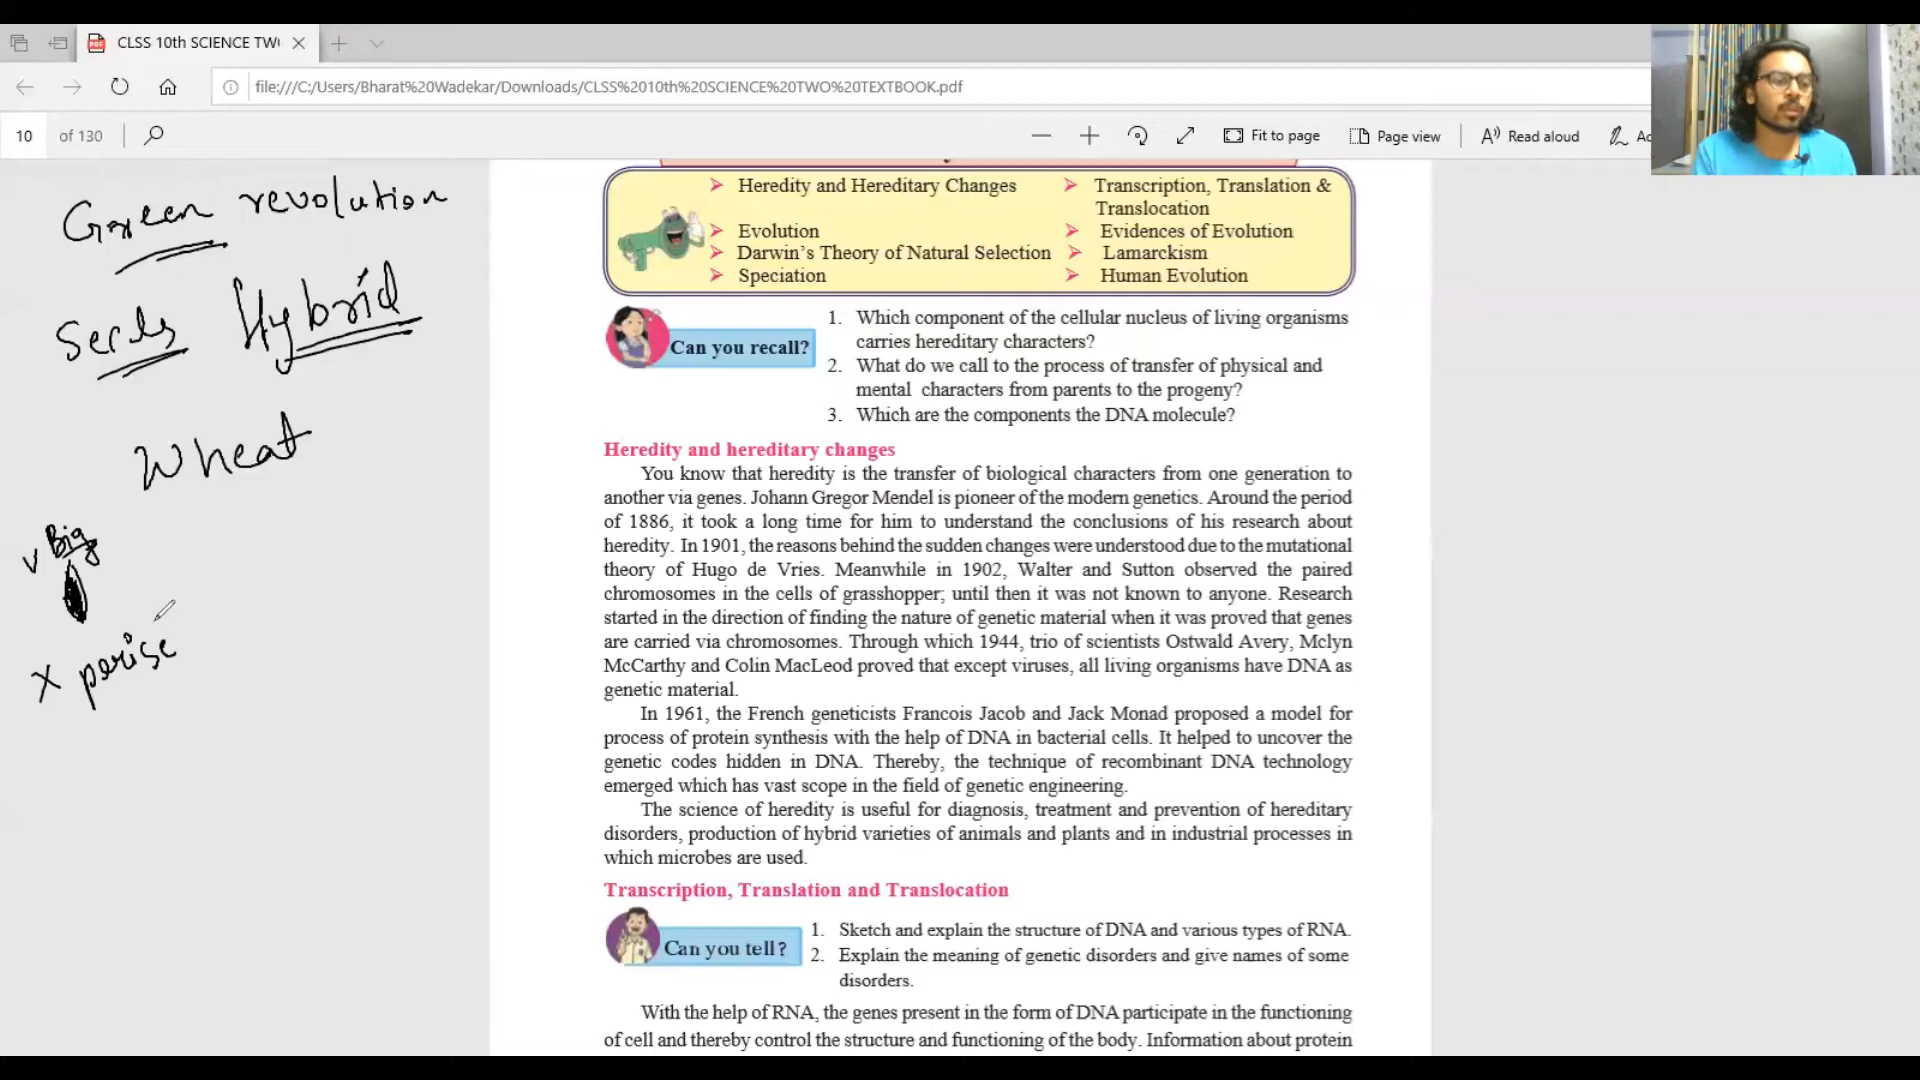 CLSS 10th SCIENCE TW
file:///C:/Users/Bharat%20Wadekar/Downloads/CLSS%2010th%20SCIENCE%20TWO%20TEXTBOOK.pdf
10 of 130
Fit to page
Page view
Read aloud
Green revolution
Seeds Hybrid
Wheat
v Big
x perise
Heredity and Hereditary Changes
Transcription, Translation &
Translocation
Evolution
Evidences of Evolution
Darwin's Theory of Natural Selection
Lamarckism
Speciation
Human Evolution
Can you recall?
1. Which component of the cellular nucleus of living organisms
carries hereditary characters?
2. What do we call to the process of transfer of physical and
mental characters from parents to the progeny?
3. Which are the components the DNA molecule?
Heredity and hereditary changes
You know that heredity is the transfer of biological characters from one generation to
another via genes. Johann Gregor Mendel is pioneer of the modern genetics. Around the period
of 1886, it took a long time for him to understand the conclusions of his research about
heredity. In 1901, the reasons behind the sudden changes were understood due to the mutational
theory of Hugo de Vries. Meanwhile in 1902, Walter and Sutton observed the paired
chromosomes in the cells of grasshopper; until then it was not known to anyone. Research
started in the direction of finding the nature of genetic material when it was proved that genes
are carried via chromosomes. Through which 1944, trio of scientists Ostwald Avery, Mclyn
McCarthy and Colin MacLeod proved that except viruses, all living organisms have DNA as
genetic material.
In 1961, the French geneticists Francois Jacob and Jack Monad proposed a model for
process of protein synthesis with the help of DNA in bacterial cells. It helped to uncover the
genetic codes hidden in DNA. Thereby, the technique of recombinant DNA technology
emerged which has vast scope in the field of genetic engineering.
The science of heredity is useful for diagnosis, treatment and prevention of hereditary
disorders, production of hybrid varieties of animals and plants and in industrial processes in
which microbes are used.
Transcription, Translation and Translocation
Can you tell?
1. Sketch and explain the structure of DNA and various types of RNA.
2. Explain the meaning of genetic disorders and give names of some
disorders.
With the help of RNA, the genes present in the form of DNA participate in the functioning
of cell and thereby control the structure and functioning of the body. Information about protein